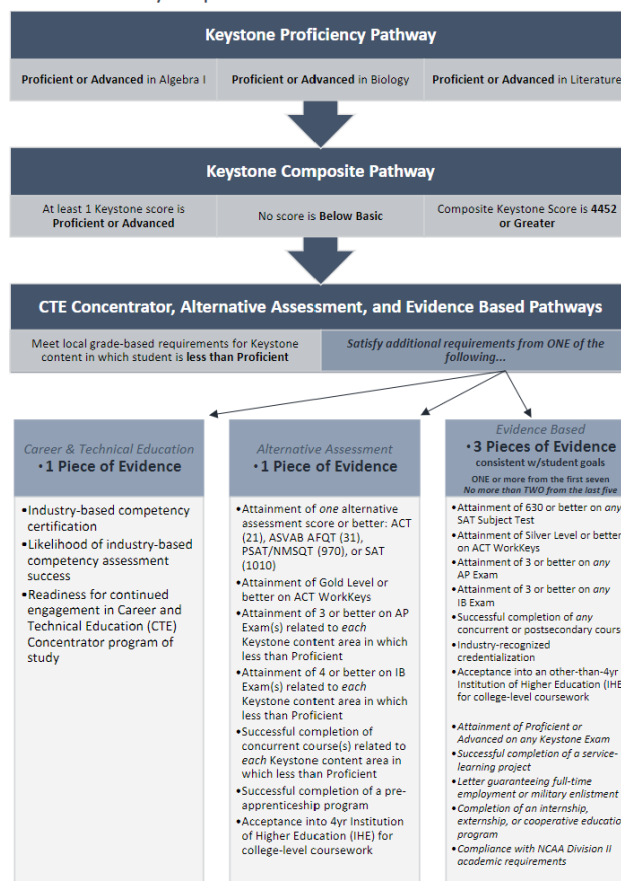 Keystone Proficiency Pathway
Proficient or Advanced in Algebra I
Proficient or Advanced in Biology
Proficient or Advanced in Literature
Keystone Composite Pathway
At least 1 Keystone score is
Proficient or Advanced
No score is Below Basic
Composite Keystone Score is 4452
or Greater
CTE Concentrator, Alternative Assessment, and Evidence Based Pathways
Meet local grade-based requirements for Keystone
content in which student is less than Proficient
Satisfy additional requirements from ONE of the
following...
Career & Technical Education
• 1 Piece of Evidence
•Industry-based competency
certification
•Likelihood of industry-based
competency assessment
success
•Readiness for continued
engagement in Career and
Technical Education (CTE)
Concentrator program of
study
Alternative Assessment
• 1 Piece of Evidence
•Attainment of one alternative
assessment score or better: ACT
(21), ASVAB AFQT (31),
PSAT/NMSQT (970), or SAT
(1010)
•Attainment of Gold Level or
better on ACT WorkKeys
•Attainment of 3 or better on AP
Exam(s) related to each
Keystone content area in which
less than Proficient
•Attainment of 4 or better on IB
Exam(s) related to each
Keystone content area in which
less than Proficient
•Successful completion of
concurrent course(s) related to
each Keystone content area in
which less than Proficient
•Successful completion of a pre-
apprenticeship program
•Acceptance into 4yr Institution
of Higher Education (IHE) for
college-level coursework
Evidence Based
• 3 Pieces of Evidence
consistent w/student goals
ONE or more from the first seven
No more than TWO from the last five
•Attainment of 630 or better on any
SAT Subject Test
•Attainment of Silver Level or better
on ACT WorkKeys
•Attainment of 3 or better on any
AP Exam
•Attainment of 3 or better on any
IB Exam
•Successful completion of any
concurrent or postsecondary cours
•Industry-recognized
credentialization
•Acceptance into an other-than-4yr
Institution of Higher Education (IHE
for college-level coursework
•Attainment of Proficient or
Advanced on any Keystone Exam
•Successful completion of a service-
learning project
•Letter guaranteeing full-time
employment or military enlistment
•Completion of an internship,
externship, or cooperative educatio
program
•Compliance with NCAA Division II
academic requirements